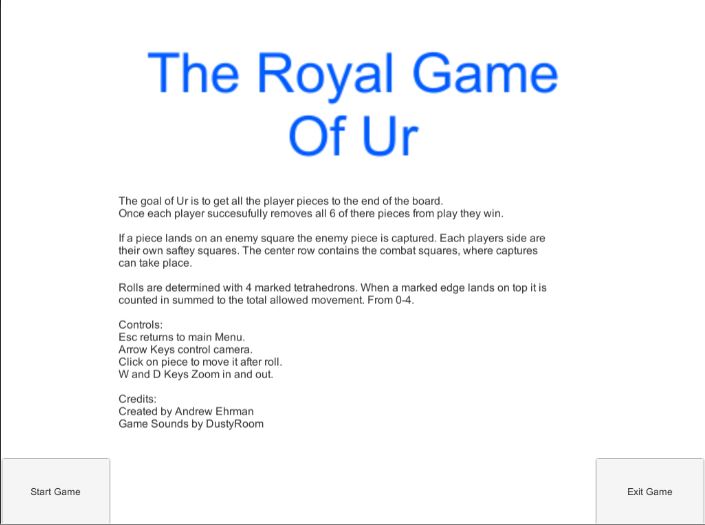 The Royal Game
Of Ur
The goal of Ur is to get all the player pieces to the end of the board.
Once each player succesufully removes all 6 of there pieces from play they win.
If a piece lands on an enemy square the enemy piece is captured. Each players side are
their own saftey squares. The center row contains the combat squares, where captures
can take place.
Rolls are determined with 4 marked tetrahedrons. When a marked edge lands on top it is
counted in summed to the total allowed movement. From 0-4.
Controls:
Esc returns to main Menu.
Arrow Keys control camera.
Click on piece to move it after roll.
W and D Keys Zoom in and out.
Credits:
Created by Andrew Ehrman
Game Sounds by DustyRoom
Start Game
Exit Game